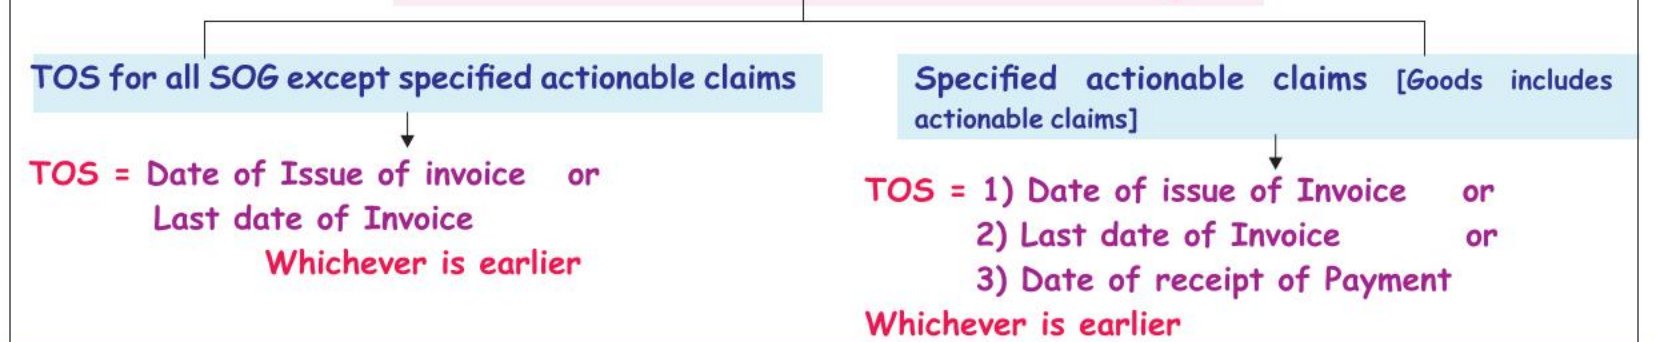 TOS for all SOG except specified actionable claims
TOS = Date of Issue of invoice or
Last date of Invoice
Whichever is earlier
Specified actionable claims [Goods includes
actionable claims]
TOS = 1) Date of issue of Invoice or
2) Last date of Invoice or
3) Date of receipt of Payment
Whichever is earlier